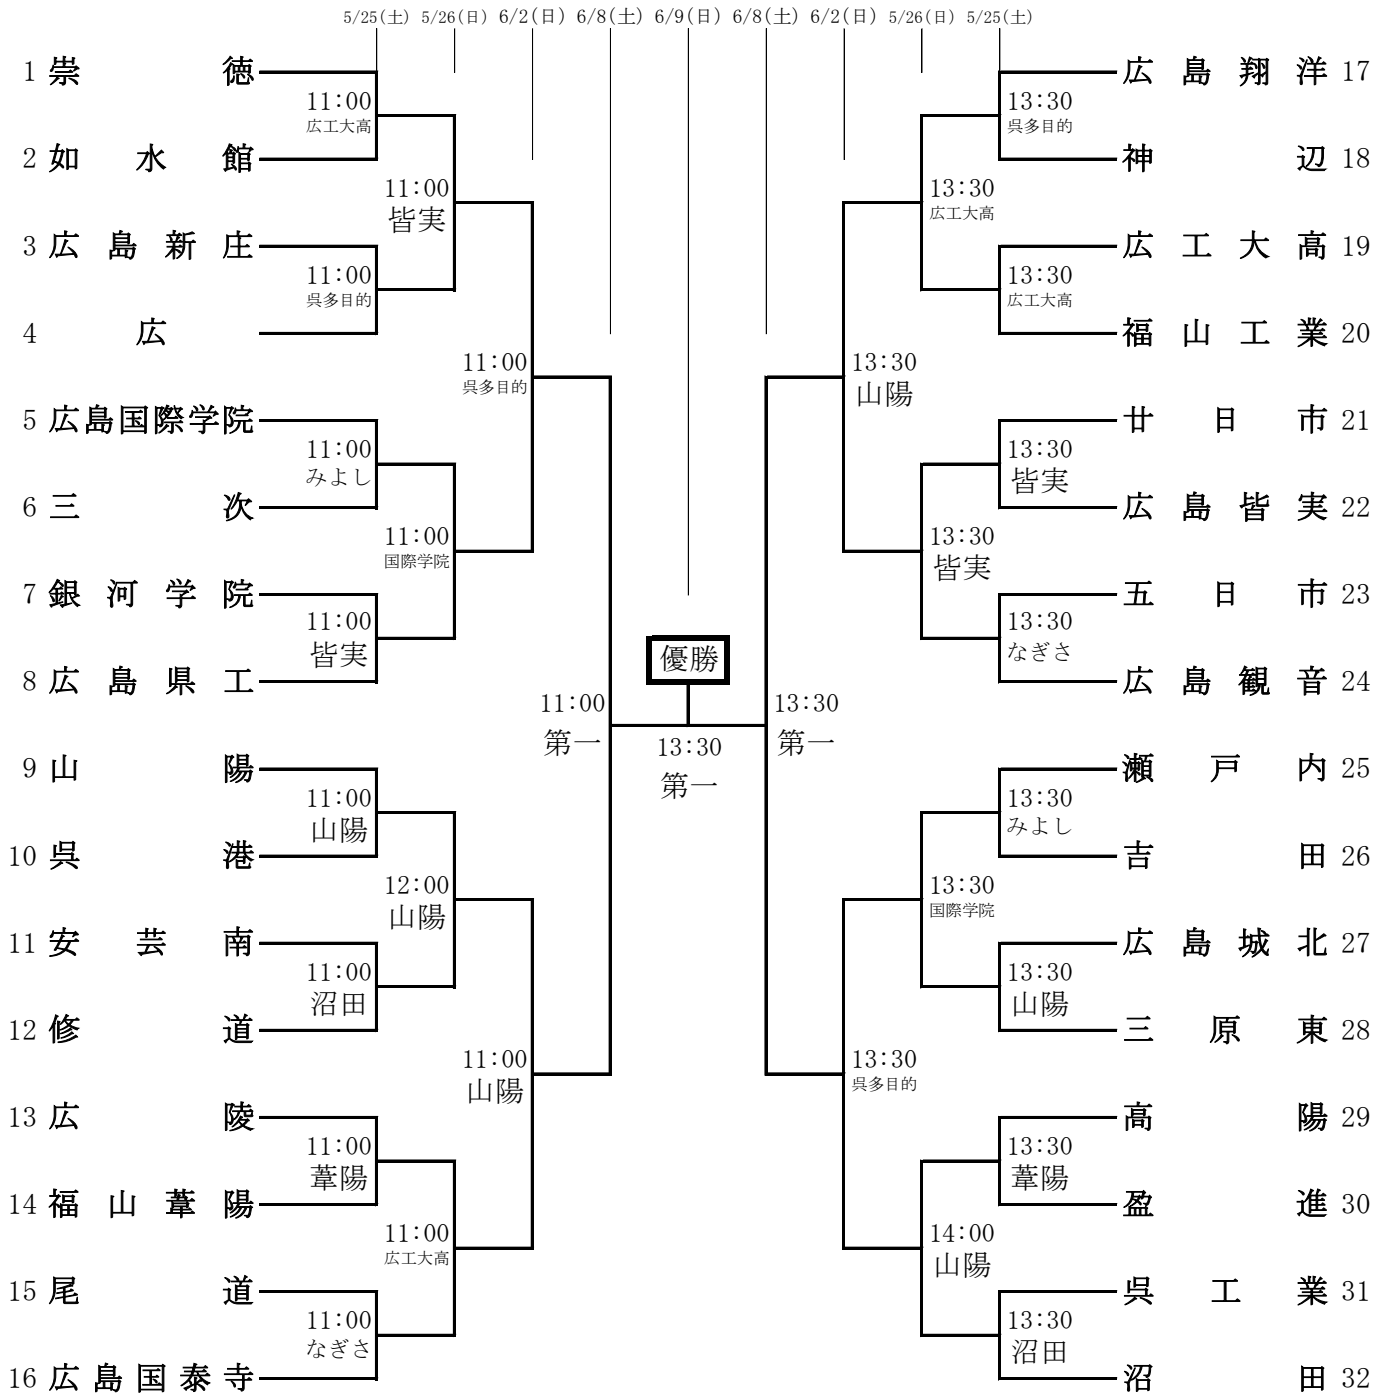 5/25(土) 5/26(日) 6/2(日) 6/8(土) 6/9(日) 6/8(土) 6/2(日) 5/26(日) 5/25(土)
1 崇徳
11:00
広工大高
2 如水館
11:00
皆実
3 広島新庄
11:00
呉多目的
4 広
11:00
呉多目的
5 広島国際学院
11:00
みよし
6 三次
11:00
国際学院
7 銀河学院
11:00
皆実
8 広島県工
11:00
第一
9 山陽
11:00
山陽
10 呉港
12:00
山陽
11 安芸南
11:00
沼田
12 修道
11:00
山陽
13 広陵
11:00
葦陽
14 福山葦陽
11:00
広工大高
15 尾道
11:00
なぎさ
16 広島国泰寺
優勝
13:30
第一
広島翔洋 17
13:30
呉多目的
神辺 18
13:30
広工大高
広工大高 19
13:30
広工大高
福山工業 20
13:30
山陽
廿日市 21
13:30
皆実
広島皆実 22
13:30
皆実
五日市 23
13:30
なぎさ
広島観音 24
13:30
第一
瀬戸内 25
13:30
みよし
吉田 26
13:30
国際学院
広島城北 27
13:30
山陽
三原東 28
13:30
呉多目的
高陽 29
13:30
葦陽
盈進 30
14:00
山陽
呉工業 31
13:30
沼田
沼田 32